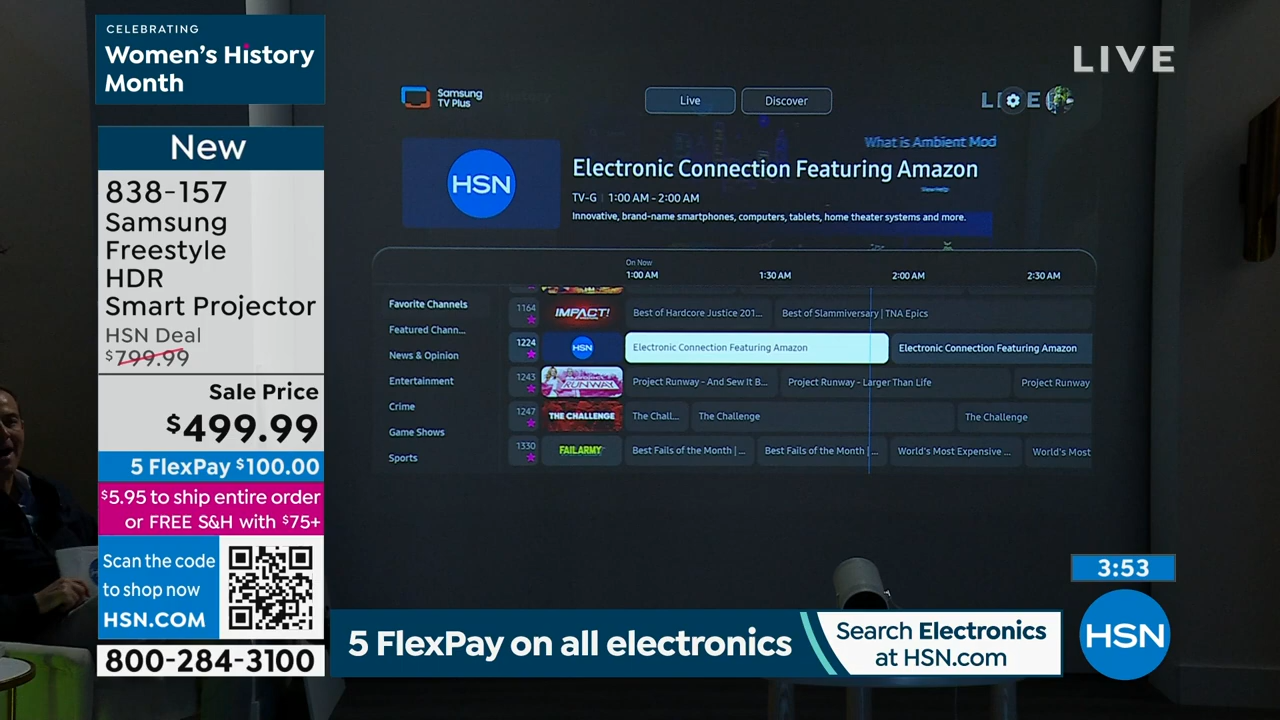 CELEBRATING
Women's History
Month
LIVE
New
838-157
Samsung
Freestyle
HDR
Smart Projector
HSN Deal
$799.99
Sale Price
$499.99
5 FlexPay $100.00
$5.95 to ship entire order
or FREE S&H with $75+
Scan the code
to shop now
HSN.COM
800-284-3100
Samsung
TV Plus
Live
Discover
What is Ambient Mod
HSN
Electronic Connection Featuring Amazon
TV-G | 1:00 AM - 2:00 AM
Innovative, brand-name smartphones, computers, tablets, home theater systems and more.
On Now
1:00 AM
1:30 AM
2:00 AM
2:30 AM
Favorite Channels
Featured Chann...
News & Opinion
Entertainment
Crime
Game Shows
Sports
1164 IMPACT! Best of Hardcore Justice 201... Best of Slammiversary | TNA Epics
1224 HSN Electronic Connection Featuring Amazon Electronic Connection Featuring Amazon
1243 RUNWAY Project Runway - And Sew It B... Project Runway - Larger Than Life Project Runway
1247 THE CHALLENGE The Chall... The Challenge The Challenge
1330 FAILARMY Best Fails of the Month | ... Best Fails of the Month | ... World's Most Expensive ... World's Most
3:53
5 FlexPay on all electronics
Search Electronics
at HSN.com
HSN